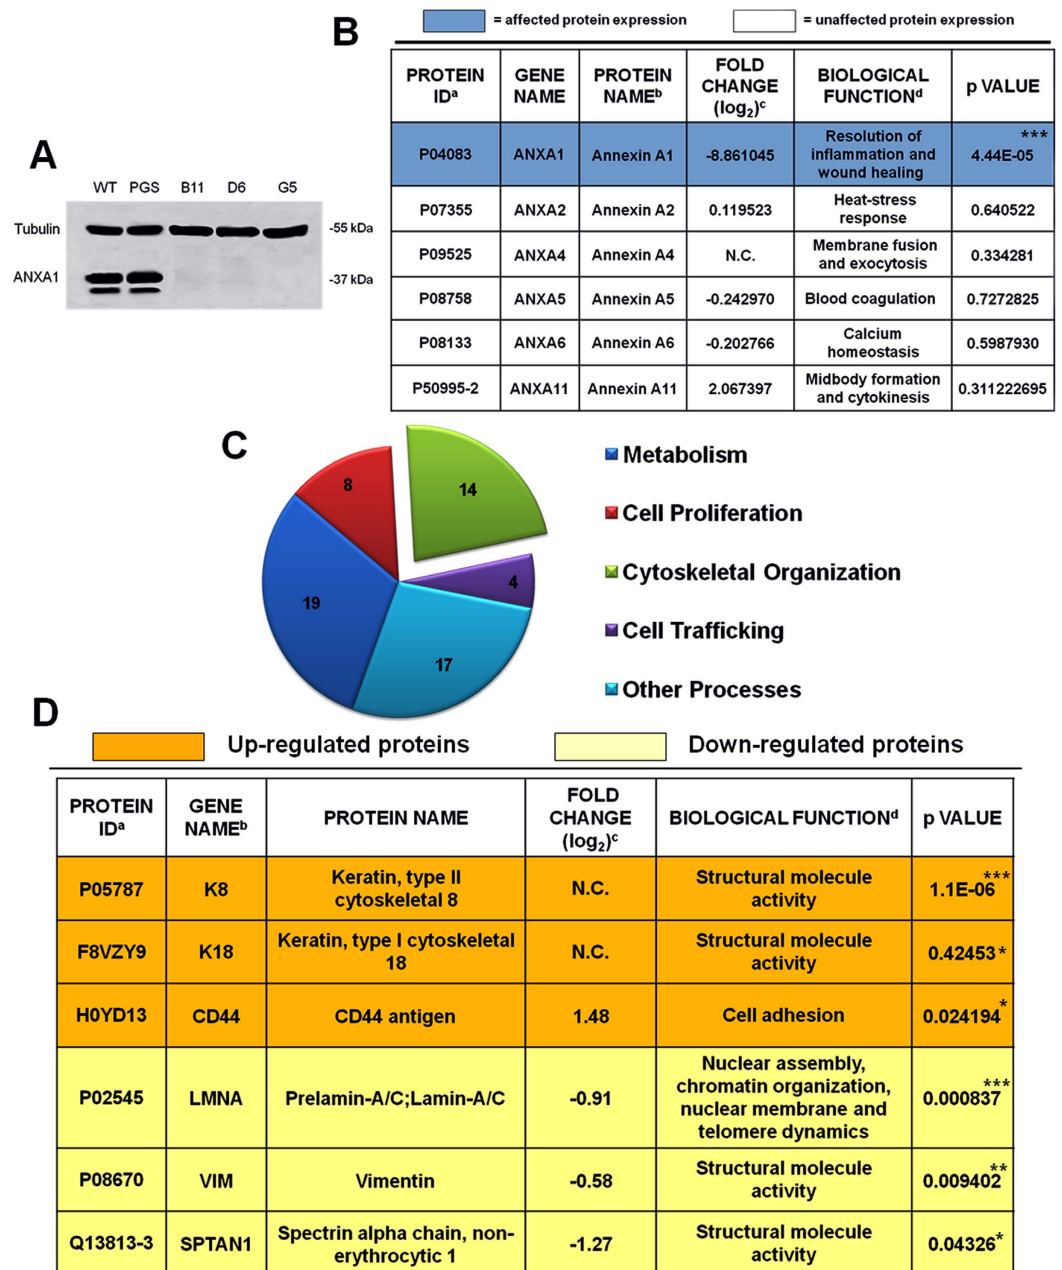 A
WT PGS B11 D6 G5
Tubulin -55 kDa
ANXA1 -37 kDa
B
= affected protein expression = unaffected protein expression
PROTEIN IDa GENE NAME PROTEIN NAMEb FOLD CHANGE (log2)c BIOLOGICAL FUNCTIONd p VALUE
P04083 ANXA1 Annexin A1 -8.861045 Resolution of inflammation and wound healing 4.44E-05 ***
P07355 ANXA2 Annexin A2 0.119523 Heat-stress response 0.640522
P09525 ANXA4 Annexin A4 N.C. Membrane fusion and exocytosis 0.334281
P08758 ANXA5 Annexin A5 -0.242970 Blood coagulation 0.7272825
P08133 ANXA6 Annexin A6 -0.202766 Calcium homeostasis 0.5987930
P50995-2 ANXA11 Annexin A11 2.067397 Midbody formation and cytokinesis 0.311222695
C
8
14
19
4
17
Metabolism
Cell Proliferation
Cytoskeletal Organization
Cell Trafficking
Other Processes
D
Up-regulated proteins Down-regulated proteins
PROTEIN IDa GENE NAMEb PROTEIN NAME FOLD CHANGE (log2)c BIOLOGICAL FUNCTIONd p VALUE
P05787 K8 Keratin, type II cytoskeletal 8 N.C. Structural molecule activity 1.1E-06 ***
F8VZY9 K18 Keratin, type I cytoskeletal 18 N.C. Structural molecule activity 0.42453 *
H0YD13 CD44 CD44 antigen 1.48 Cell adhesion 0.024194 *
P02545 LMNA Prelamin-A/C;Lamin-A/C -0.91 Nuclear assembly, chromatin organization, nuclear membrane and telomere dynamics 0.000837 ***
P08670 VIM Vimentin -0.58 Structural molecule activity 0.009402 **
Q13813-3 SPTAN1 Spectrin alpha chain, non-erythrocytic 1 -1.27 Structural molecule activity 0.04326 *